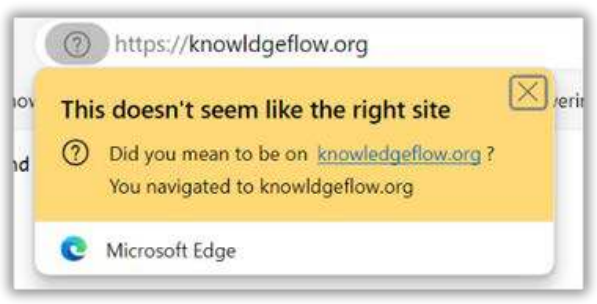 https://knowldgeflow.org
This doesn't seem like the right site
Did you mean to be on knowledgeflow.org ?
You navigated to knowldgeflow.org
Microsoft Edge